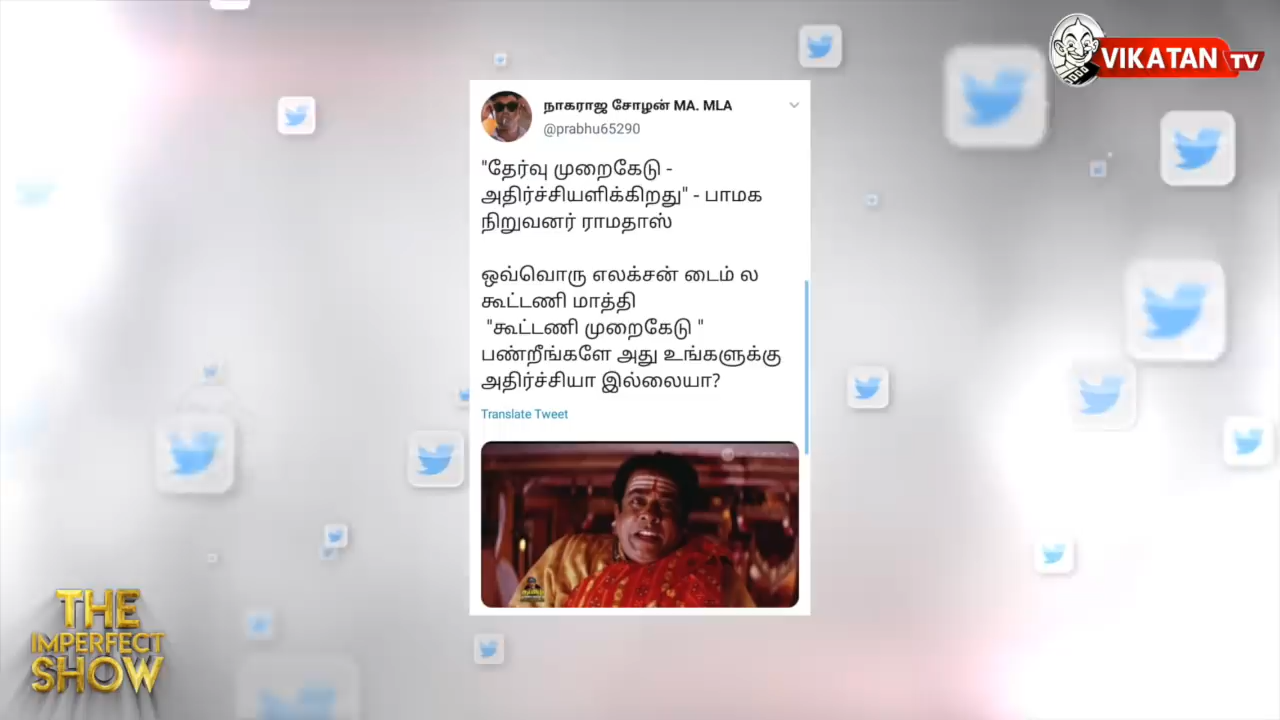 VIKATAN TV
நாகராஜ சோழன் MA. MLA
@prabhu65290
"தேர்வு முறைகேடு -
அதிர்ச்சியளிக்கிறது" - பாமக
நிறுவனர் ராமதாஸ்
ஒவ்வொரு எலக்சன் டைம் ல
கூட்டணி மாத்தி
"கூட்டணி முறைகேடு "
பண்றீங்களே அது உங்களுக்கு
அதிர்ச்சியா இல்லையா?
Translate Tweet
THE
IMPERFECT
SHOW